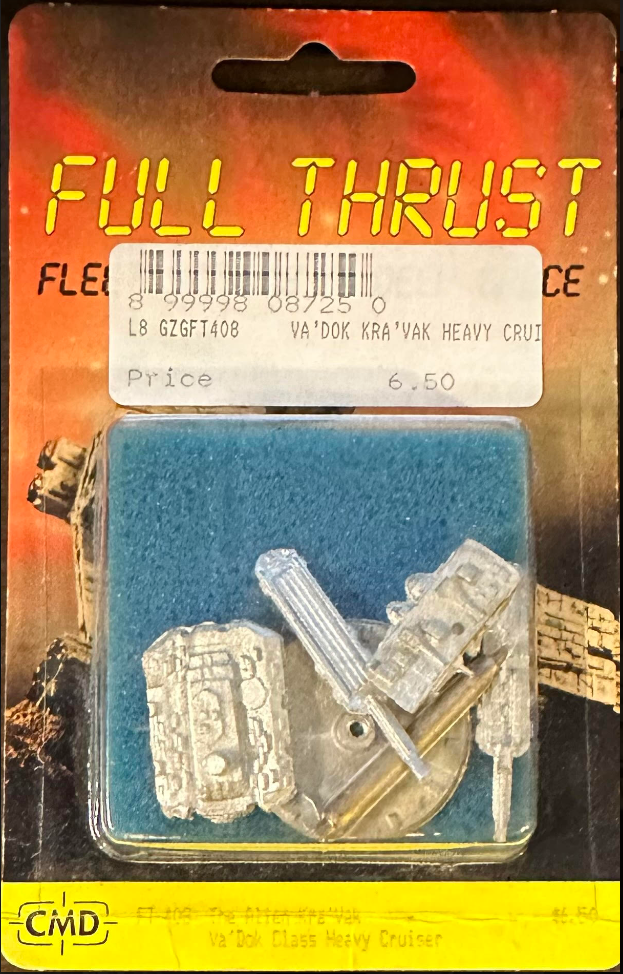 FULL THRUST
FLEE CE
8 99998 08725 0
L8 GZGFT408 VA'DOK KRA'VAK HEAVY CRUI
Price 6.50
CMD
FT 408 The Alien Kra'Vak $6.50
Va'Dok Class Heavy Cruiser